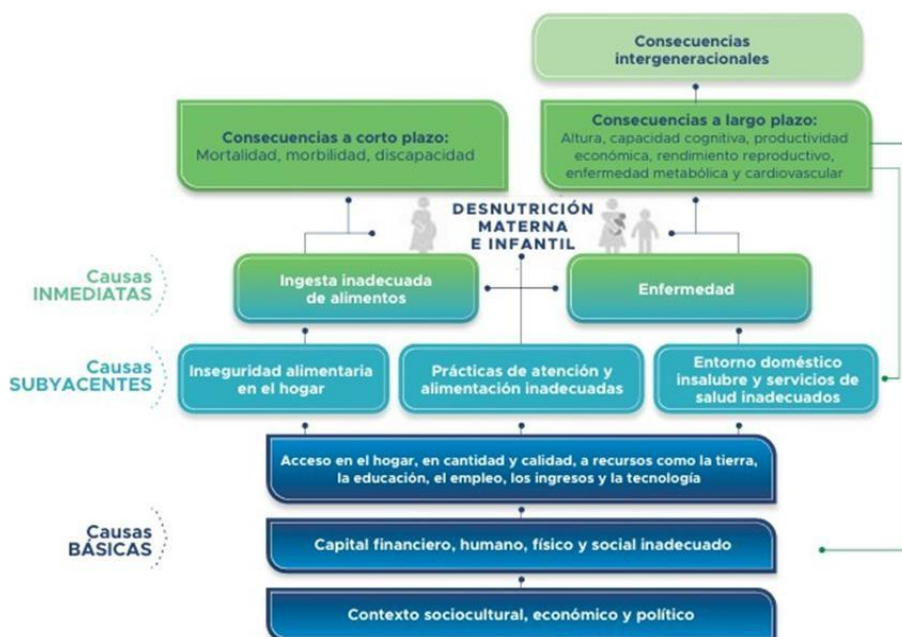 Consecuencias
intergeneracionales
Consecuencias a corto plazo:
Mortalidad, morbilidad, discapacidad
Consecuencias a largo plazo:
Altura, capacidad cognitiva, productividad
económica, rendimiento reproductivo,
enfermedad metabólica y cardiovascular
DESNUTRICIÓN
MATERNA
E INFANTIL
Causas
INMEDIATAS
Ingesta inadecuada
de alimentos
Enfermedad
Causas
SUBYACENTES
Inseguridad alimentaria
en el hogar
Prácticas de atención y
alimentación inadecuadas
Entorno doméstico
insalubre y servicios de
salud inadecuados
Causas
BÁSICAS
Acceso en el hogar, en cantidad y calidad, a recursos como la tierra,
la educación, el empleo, los ingresos y la tecnología
Capital financiero, humano, físico y social inadecuado
Contexto sociocultural, económico y político